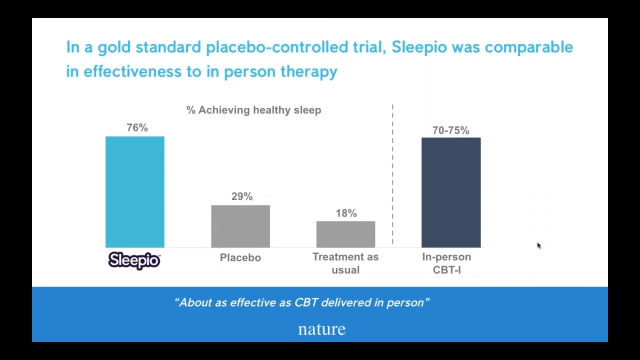 In a gold standard placebo-controlled trial, Sleepio was comparable
in effectiveness to in person therapy
% Achieving healthy sleep
76%
29%
18%
70-75%
Sleepio
Placebo
Treatment as
usual
In-person
CBT-I
“About as effective as CBT delivered in person”
nature